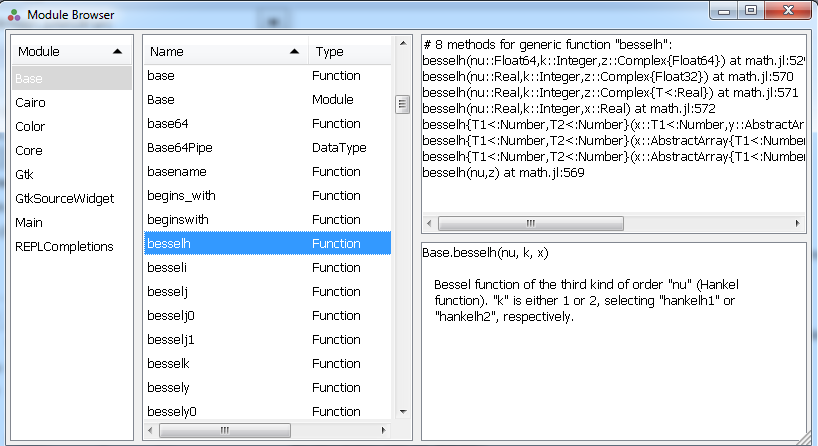 Module Browser
Module
Base
Cairo
Color
Core
Gtk
GtkSourceWidget
Main
REPLCompletions
Name Type
base Function
Base Module
base64 Function
Base64Pipe DataType
basename Function
begins_with Function
beginswith Function
besselh Function
besseli Function
besselj Function
besselj0 Function
besselj1 Function
besselk Function
bessely Function
bessely0 Function
# 8 methods for generic function "besselh":
besselh(nu::Float64,k::Integer,z::Complex{Float64}) at math.jl:529
besselh(nu::Real,k::Integer,z::Complex{Float32}) at math.jl:570
besselh(nu::Real,k::Integer,z::Complex{T<:Real}) at math.jl:571
besselh(nu::Real,k::Integer,x::Real) at math.jl:572
besselh{T1<:Number,T2<:Number}(x::T1<:Number,y::AbstractAr
besselh{T1<:Number,T2<:Number}(x::AbstractArray{T1<:Numbe
besselh{T1<:Number,T2<:Number}(x::AbstractArray{T1<:Numbe
besselh(nu,z) at math.jl:569
Base.besselh(nu, k, x)
Bessel function of the third kind of order "nu" (Hankel
function). "k" is either 1 or 2, selecting "hankelh1" or
"hankelh2", respectively.